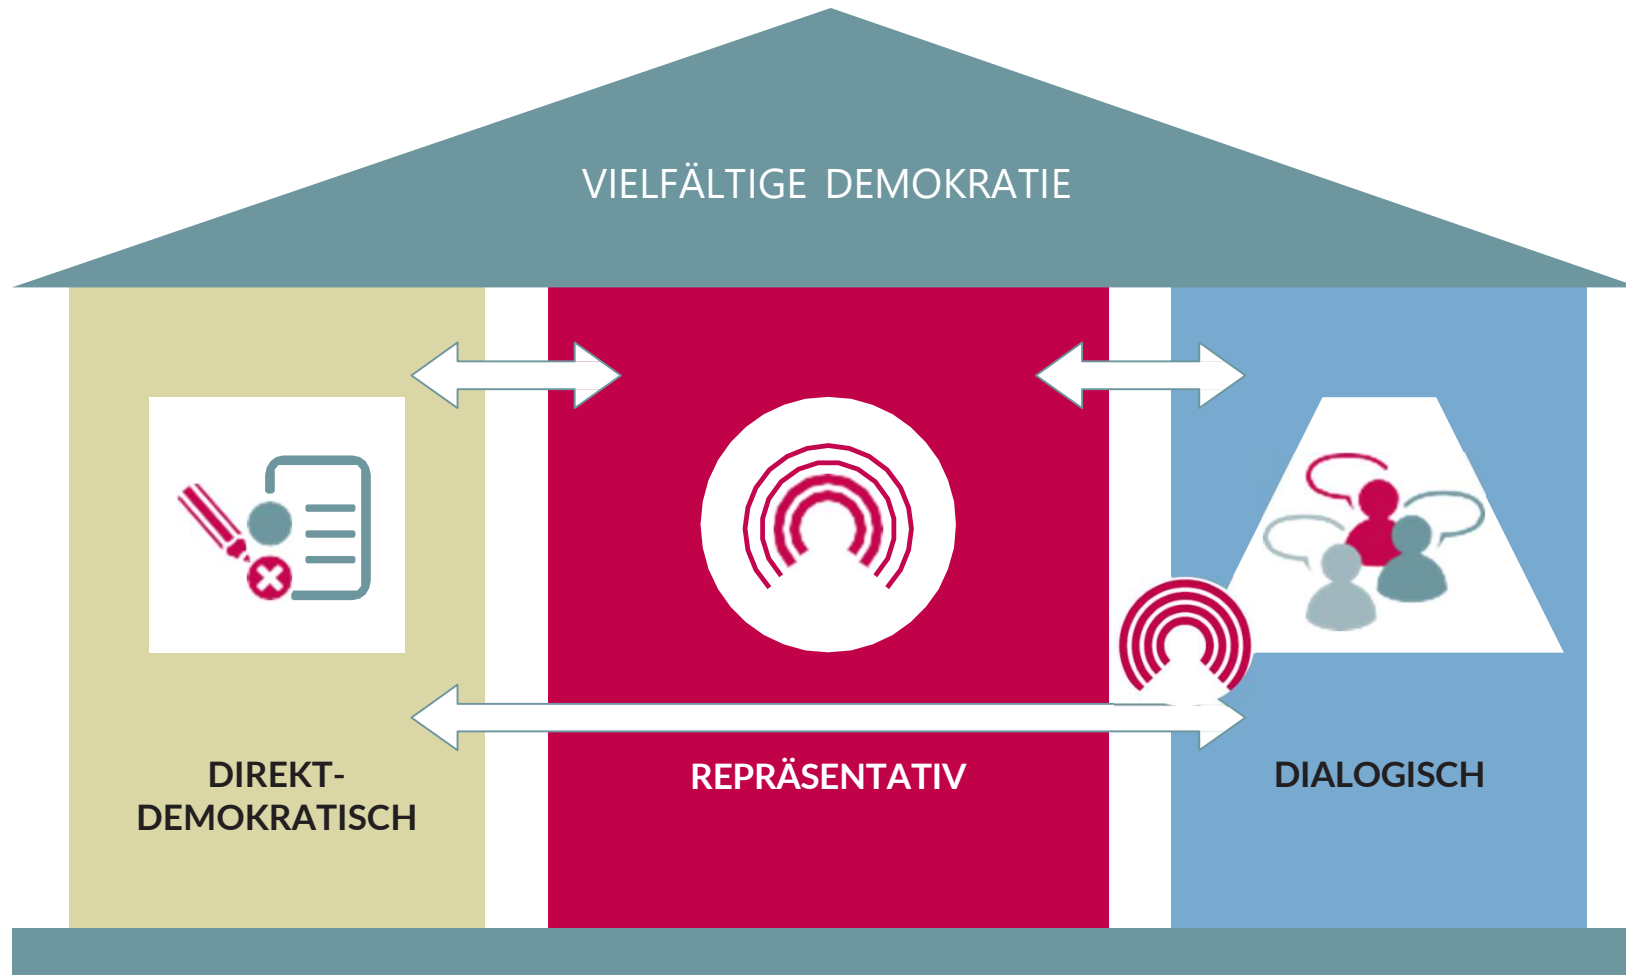 VIELFÄLTIGE DEMOKRATIE
DIREKT-
DEMOKRATISCH
REPRÄSENTATIV
DIALOGISCH